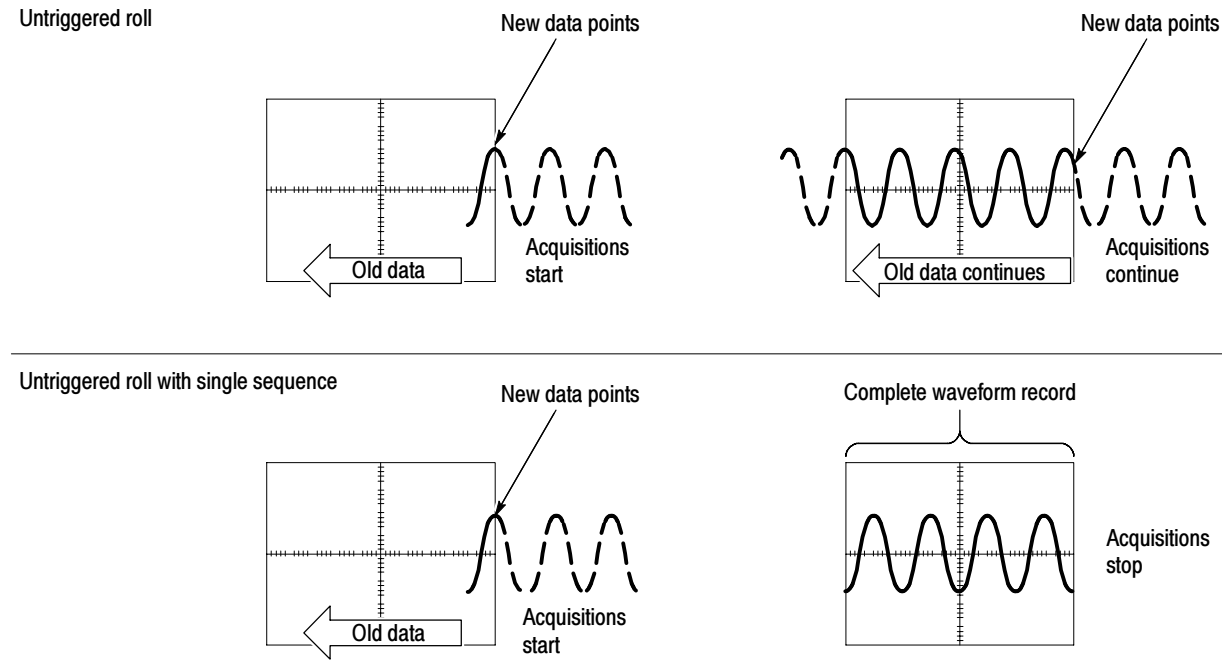 Untriggered roll
New data points
New data points
Acquisitions
start
Old data
Acquisitions
continue
Old data continues
Untriggered roll with single sequence
New data points
Complete waveform record
Acquisitions
stop
Acquisitions
start
Old data